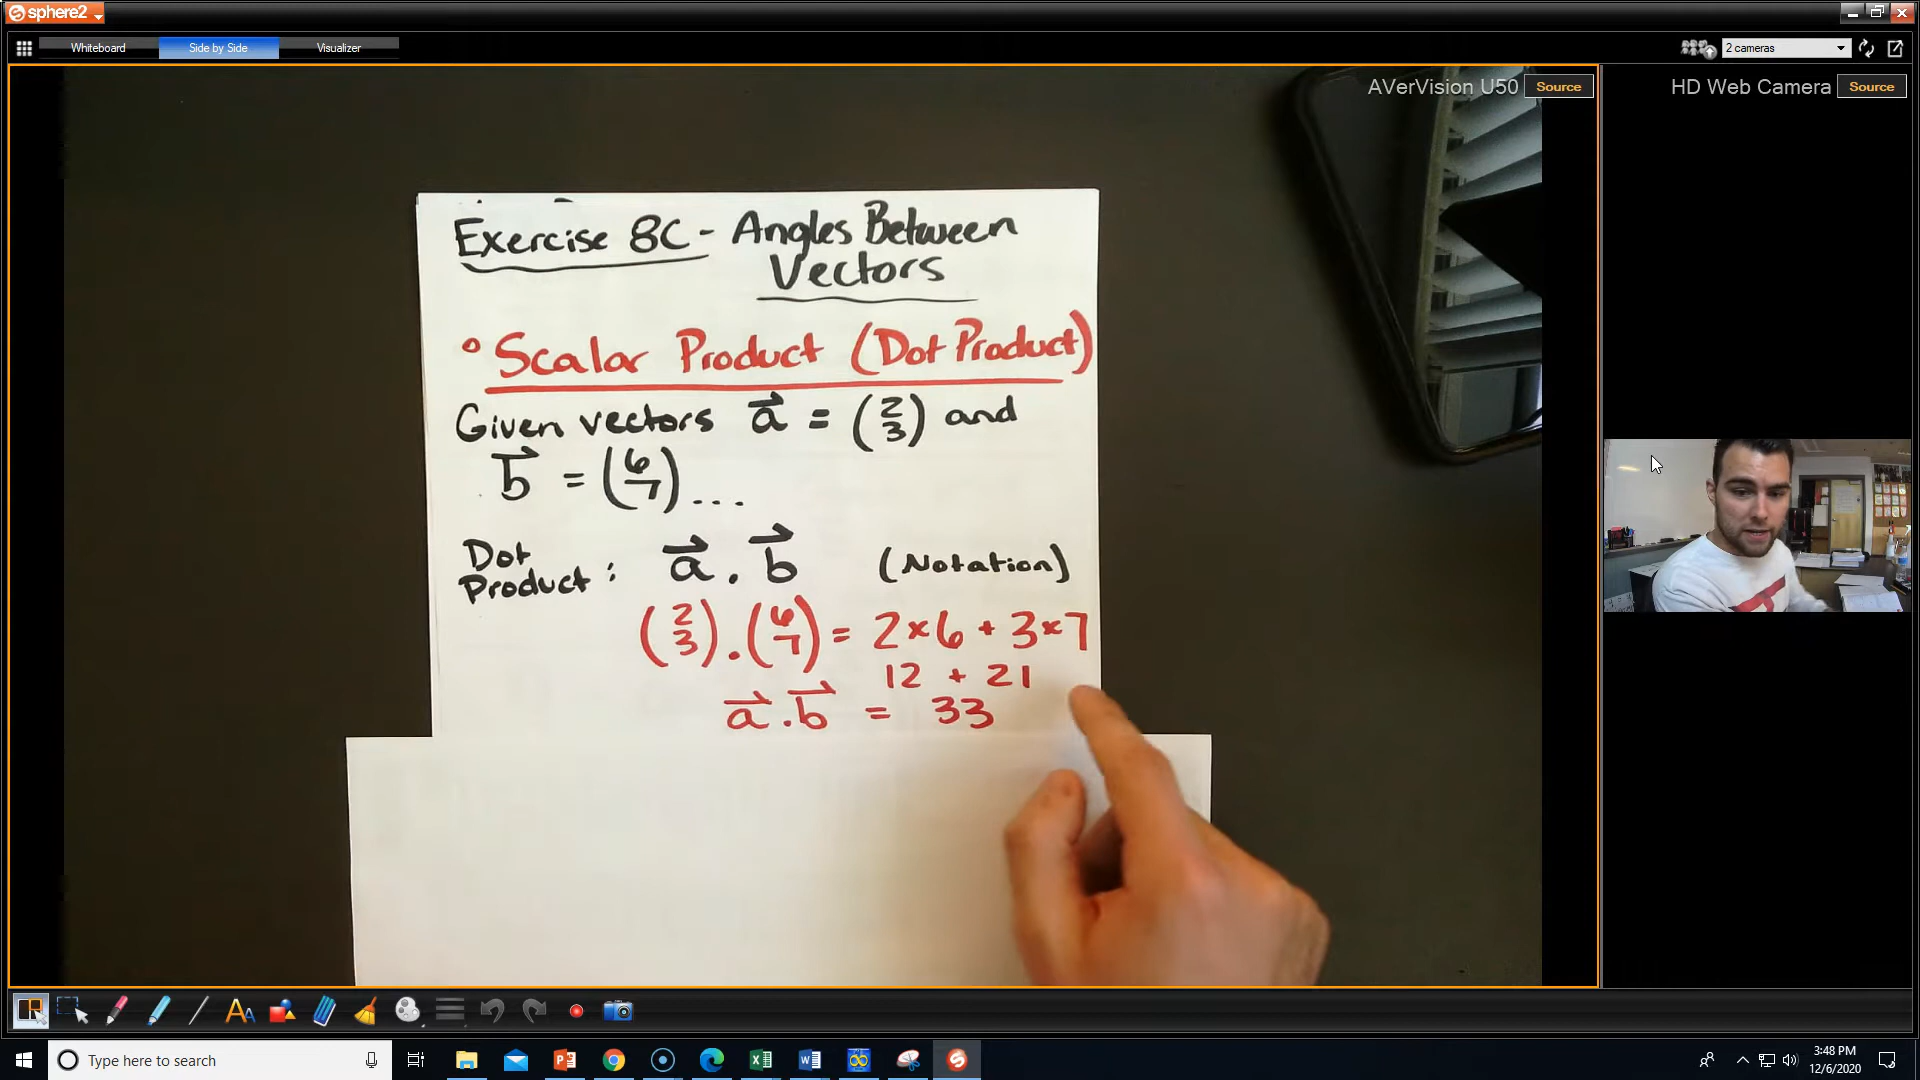 sphere2
Whiteboard
Side by Side
Visualizer
2 cameras
AVerVision U50
Source
HD Web Camera
Source
Exercise 8C - Angles Between
Vectors
Scalar Product (Dot Product)
Given vectors a⃗ = (2 3) and
b⃗ = (6 7)...
Dot
Product: a⃗ . b⃗ (Notation)
(2 3) . (6 7) = 2×6 + 3×7
12 + 21
a⃗ . b⃗ = 33
Type here to search
3:48 PM
12/6/2020